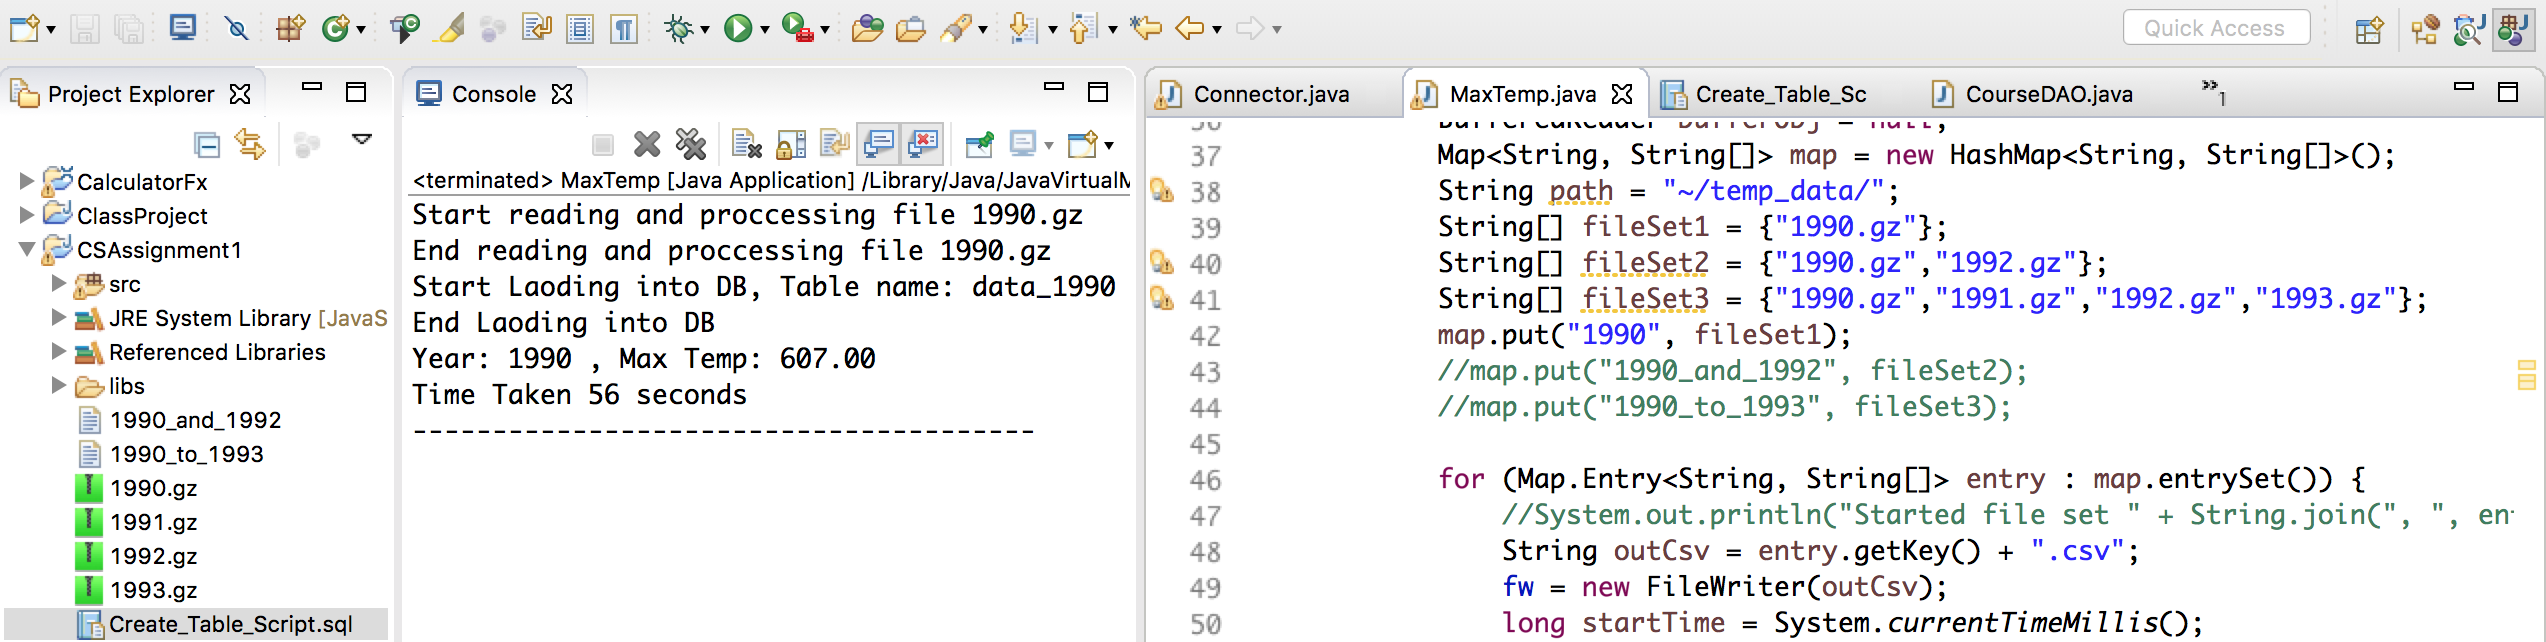 Quick Access
Project Explorer
CalculatorFx
ClassProject
CSAssignment1
src
JRE System Library [JavaS
Referenced Libraries
libs
1990_and_1992
1990_to_1993
1990.gz
1991.gz
1992.gz
1993.gz
Create_Table_Script.sql
Console
<terminated> MaxTemp [Java Application] /Library/Java/JavaVirtualM
Start reading and proccessing file 1990.gz
End reading and proccessing file 1990.gz
Start Laoding into DB, Table name: data_1990
End Laoding into DB
Year: 1990 , Max Temp: 607.00
Time Taken 56 seconds
---------------------------------------
Connector.java MaxTemp.java Create_Table_Sc CourseDAO.java »1
36 BufferedReader bufferObj = null;
37 Map<String, String[]> map = new HashMap<String, String[]>();
38 String path = "~/temp_data/";
39 String[] fileSet1 = {"1990.gz"};
40 String[] fileSet2 = {"1990.gz","1992.gz"};
41 String[] fileSet3 = {"1990.gz","1991.gz","1992.gz","1993.gz"};
42 map.put("1990", fileSet1);
43 //map.put("1990_and_1992", fileSet2);
44 //map.put("1990_to_1993", fileSet3);
45
46 for (Map.Entry<String, String[]> entry : map.entrySet()) {
47 //System.out.println("Started file set " + String.join(", ", en
48 String outCsv = entry.getKey() + ".csv";
49 fw = new FileWriter(outCsv);
50 long startTime = System.currentTimeMillis();